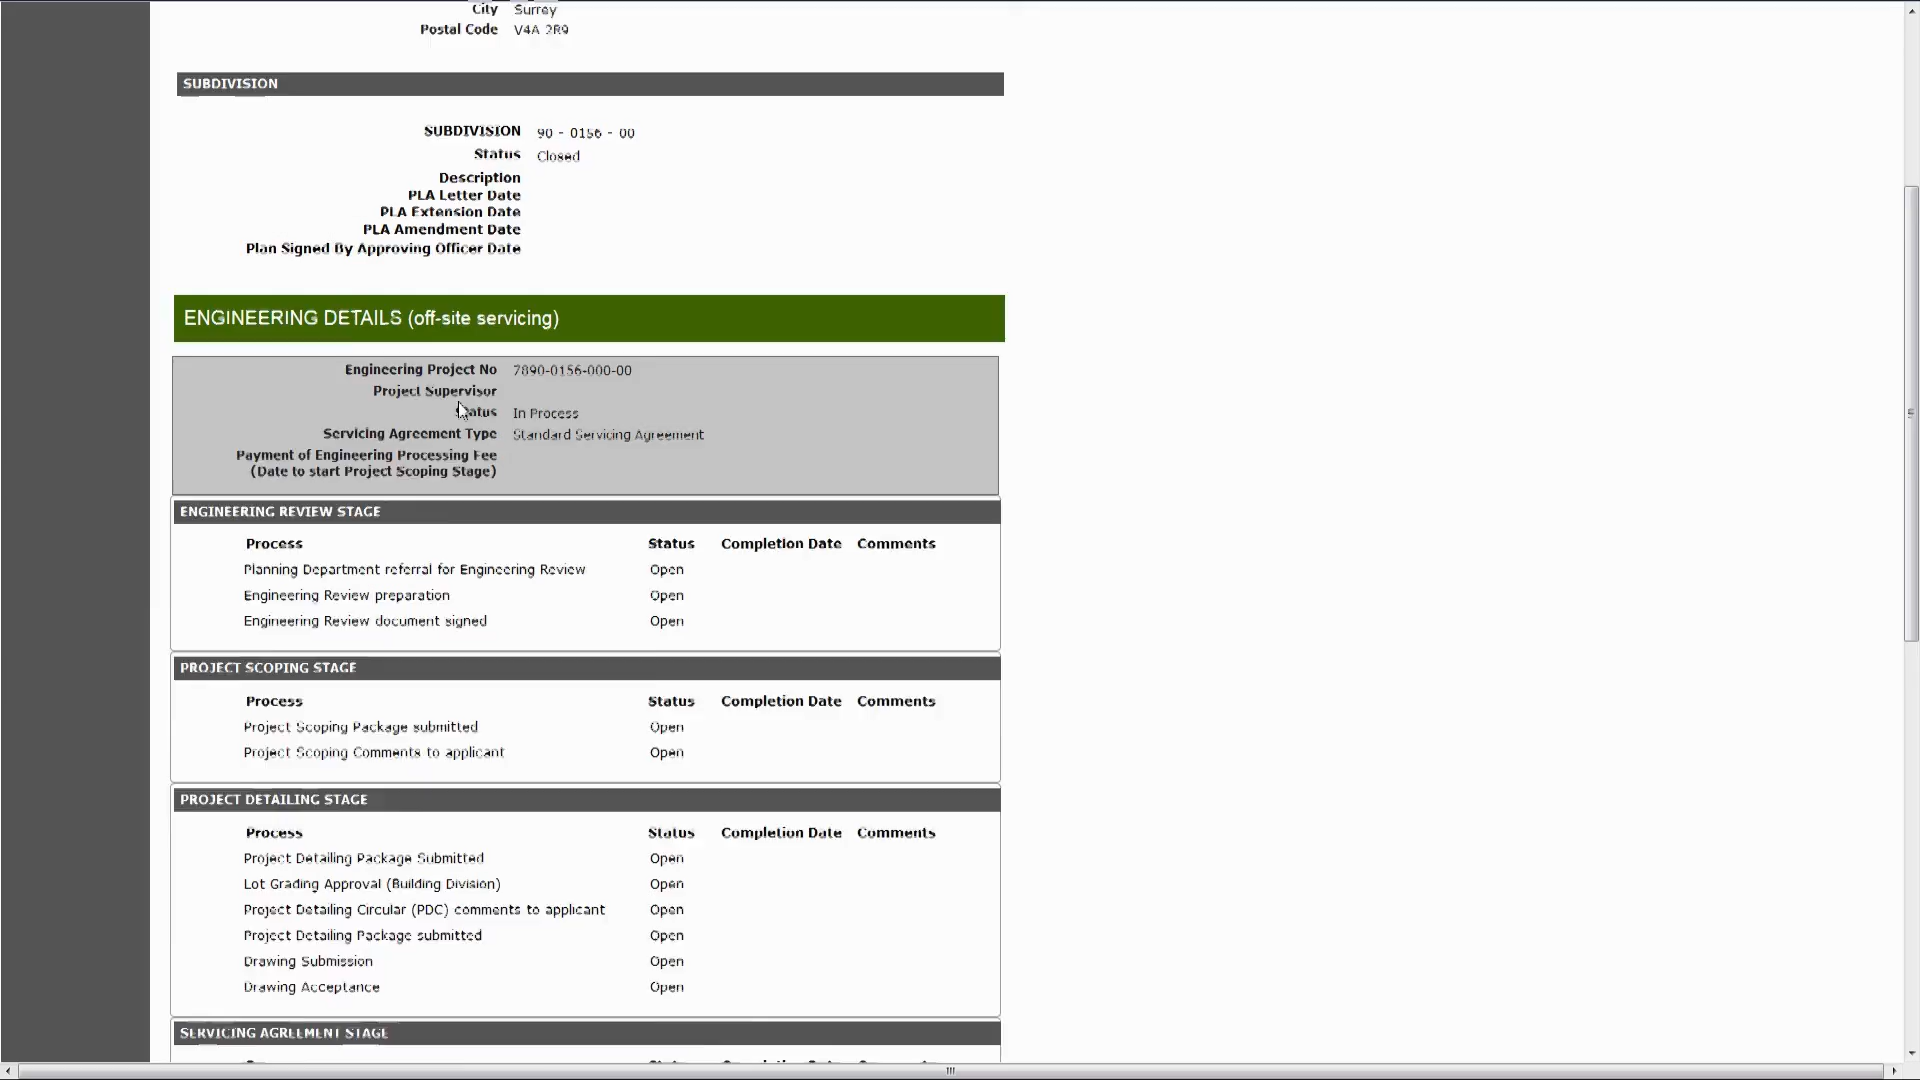 City Surrey
Postal Code V4A 2R9
SUBDIVISION
SUBDIVISION 90 - 0156 - 00
Status Closed
Description
PLA Letter Date
PLA Extension Date
PLA Amendment Date
Plan Signed By Approving Officer Date
ENGINEERING DETAILS (off-site servicing)
Engineering Project No 7890-0156-000-00
Project Supervisor
Status In Process
Servicing Agreement Type Standard Servicing Agreement
Payment of Engineering Processing Fee
(Date to start Project Scoping Stage)
ENGINEERING REVIEW STAGE
Process Status Completion Date Comments
Planning Department referral for Engineering Review Open
Engineering Review preparation Open
Engineering Review document signed Open
PROJECT SCOPING STAGE
Process Status Completion Date Comments
Project Scoping Package submitted Open
Project Scoping Comments to applicant Open
PROJECT DETAILING STAGE
Process Status Completion Date Comments
Project Detailing Package Submitted Open
Lot Grading Approval (Building Division) Open
Project Detailing Circular (PDC) comments to applicant Open
Project Detailing Package submitted Open
Drawing Submission Open
Drawing Acceptance Open
SERVICING AGREEMENT STAGE